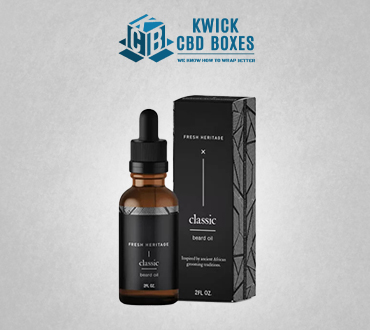 KWICK
CBD BOXES
WE KNOW HOW TO WRAP BETTER
FRESH HERITAGE
classic
beard oil
Inspired by ancient African
grooming traditions
2FL OZ.
FRESH HERITAGE
classic
beard oil
2FL OZ.